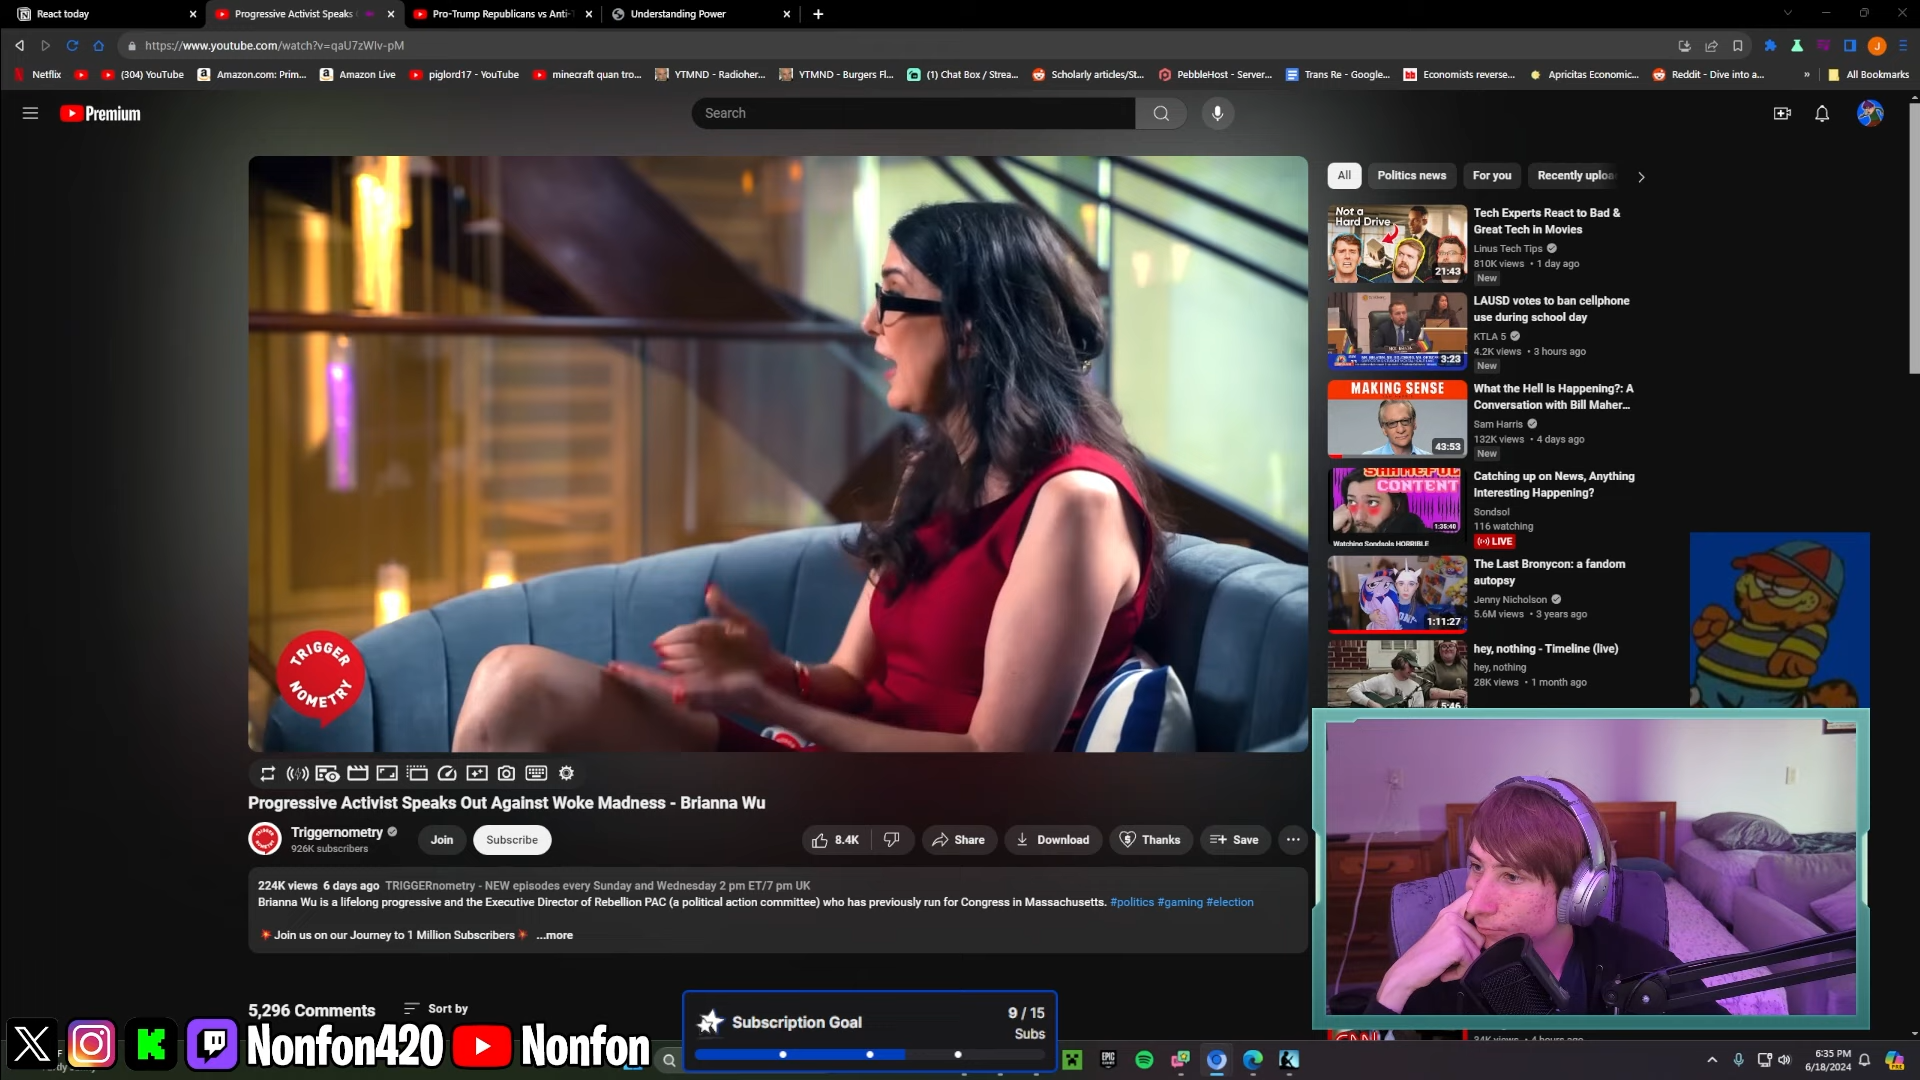 React today
Progressive Activist Speaks
Pro-Trump Republicans vs Anti-T
Understanding Power
https://www.youtube.com/watch?v=qaU7zWlv-pM
Netflix
(304) YouTube
Amazon.com: Prim...
Amazon Live
piglord17 - YouTube
minecraft quan tro...
YTMND - Radioher...
YTMND - Burgers Fl...
(1) Chat Box / Strea...
Scholarly articles/St...
PebbleHost - Server...
Trans Re - Google...
Economists reverse...
Apricitas Economic...
Reddit - Dive into a...
All Bookmarks
Premium
Search
All
Politics news
For you
Recently uploa
Not a
Hard Drive
21:43
Tech Experts React to Bad &
Great Tech in Movies
Linus Tech Tips
810K views • 1 day ago
New
3:23
LAUSD votes to ban cellphone
use during school day
KTLA 5
4.2K views • 3 hours ago
New
MAKING SENSE
43:53
What the Hell Is Happening?: A
Conversation with Bill Maher...
Sam Harris
132K views • 4 days ago
New
SHAMEFUL
CONTENT
1:35:40
Watching Sondsols HORRIBLE
Catching up on News, Anything
Interesting Happening?
Sondsol
116 watching
LIVE
1:11:27
The Last Bronycon: a fandom
autopsy
Jenny Nicholson
5.6M views • 3 years ago
5:46
hey, nothing - Timeline (live)
hey, nothing
28K views • 1 month ago
TRIGGER
NOMETRY
Progressive Activist Speaks Out Against Woke Madness - Brianna Wu
Triggernometry
926K subscribers
Join
Subscribe
8.4K
Share
Download
Thanks
Save
224K views 6 days ago TRIGGERnometry - NEW episodes every Sunday and Wednesday 2 pm ET/7 pm UK
Brianna Wu is a lifelong progressive and the Executive Director of Rebellion PAC (a political action committee) who has previously run for Congress in Massachusetts. #politics #gaming #election
Join us on our Journey to 1 Million Subscribers ...more
5,296 Comments
Sort by
Subscription Goal
9 / 15
Subs
Nonfon420
Nonfon
EPIC
6:35 PM
6/18/2024